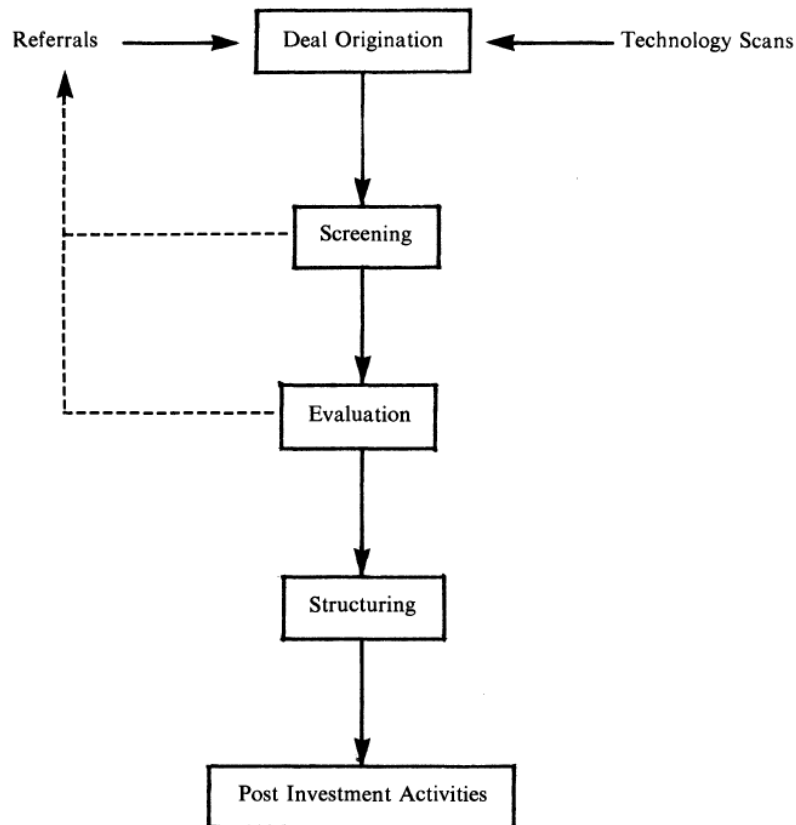 Referrals
Deal Origination
Technology Scans
Screening
Evaluation
Structuring
Post Investment Activities